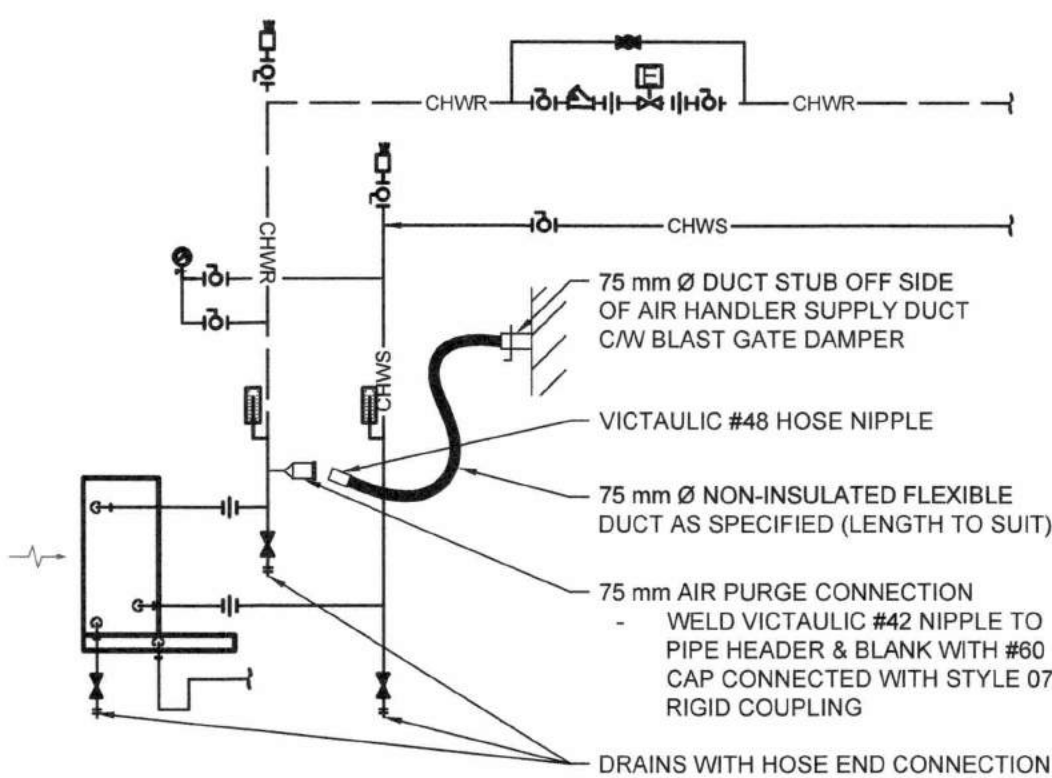 CHWR
CHWR
CHWS
CHWR
CHWS
75 mm Ø DUCT STUB OFF SIDE
OF AIR HANDLER SUPPLY DUCT
C/W BLAST GATE DAMPER
VICTAULIC #48 HOSE NIPPLE
75 mm Ø NON-INSULATED FLEXIBLE
DUCT AS SPECIFIED (LENGTH TO SUIT)
75 mm AIR PURGE CONNECTION
- WELD VICTAULIC #42 NIPPLE TO
PIPE HEADER & BLANK WITH #60
CAP CONNECTED WITH STYLE 07
RIGID COUPLING
DRAINS WITH HOSE END CONNECTION